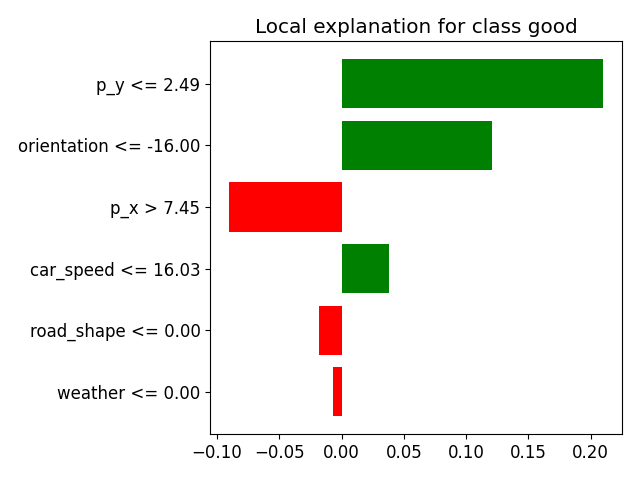 Local explanation for class good
p_y <= 2.49
orientation <= -16.00
p_x > 7.45
car_speed <= 16.03
road_shape <= 0.00
weather <= 0.00
−0.10 −0.05 0.00 0.05 0.10 0.15 0.20